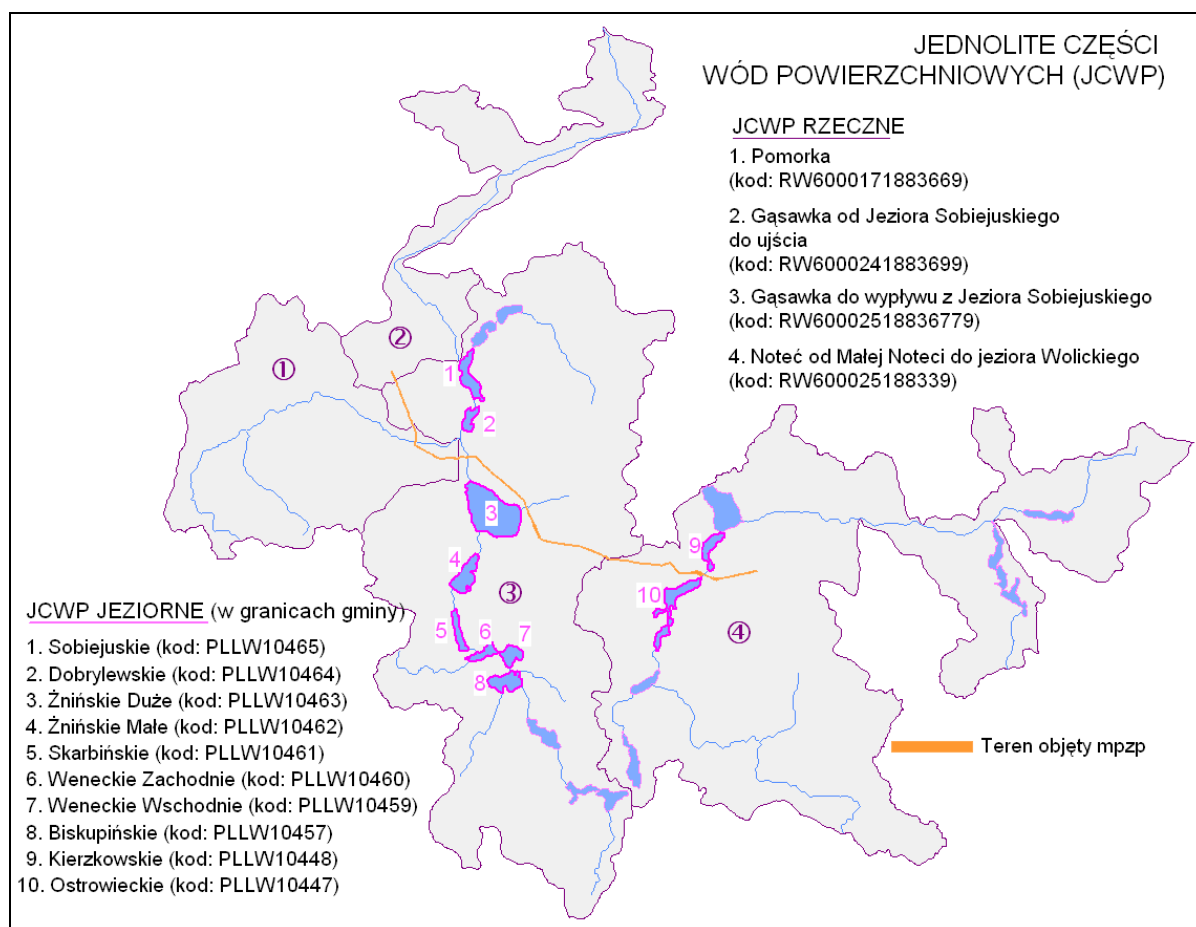 JEDNOLITE CZĘŚCI
WÓD POWIERZCHNIOWYCH (JCWP)
JCWP RZECZNE
1. Pomorka
(kod: RW6000171883669)
2. Gąsawka od Jeziora Sobiejuskiego
do ujścia
(kod: RW6000241883699)
3. Gąsawka do wypływu z Jeziora Sobiejuskiego
(kod: RW60002518836779)
4. Noteć od Małej Noteci do jeziora Wolickiego
(kod: RW600025188339)
②
①
1
2
3
9
4
10
③
5
6
7
④
8
JCWP JEZIORNE (w granicach gminy)
1. Sobiejuskie (kod: PLLW10465)
2. Dobrylewskie (kod: PLLW10464)
3. Żnińskie Duże (kod: PLLW10463)
4. Żnińskie Małe (kod: PLLW10462)
5. Skarbińskie (kod: PLLW10461)
6. Weneckie Zachodnie (kod: PLLW10460)
7. Weneckie Wschodnie (kod: PLLW10459)
8. Biskupińskie (kod: PLLW10457)
9. Kierzkowskie (kod: PLLW10448)
10. Ostrowieckie (kod: PLLW10447)
Teren objęty mpzp